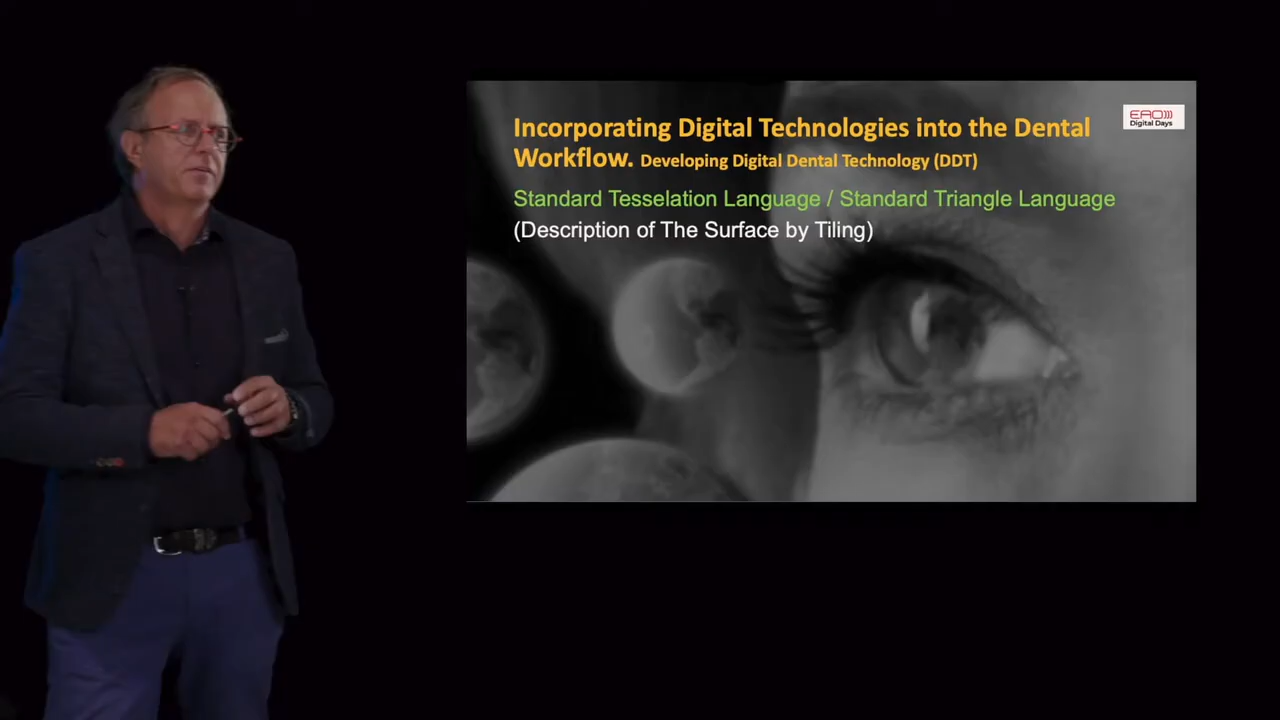 EAO)))
Digital Days
Incorporating Digital Technologies into the Dental
Workflow. Developing Digital Dental Technology (DDT)
Standard Tesselation Language / Standard Triangle Language
(Description of The Surface by Tiling)